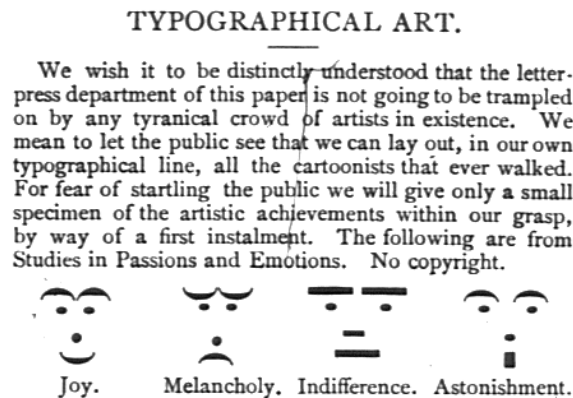 TYPOGRAPHICAL ART.
We wish it to be distinctly understood that the letter-
press department of this paper is not going to be trampled
on by any tyranical crowd of artists in existence. We
mean to let the public see that we can lay out, in our own
typographical line, all the cartoonists that ever walked.
For fear of startling the public we will give only a small
specimen of the artistic achievements within our grasp,
by way of a first instalment. The following are from
Studies in Passions and Emotions. No copyright.
Joy. Melancholy. Indifference. Astonishment.